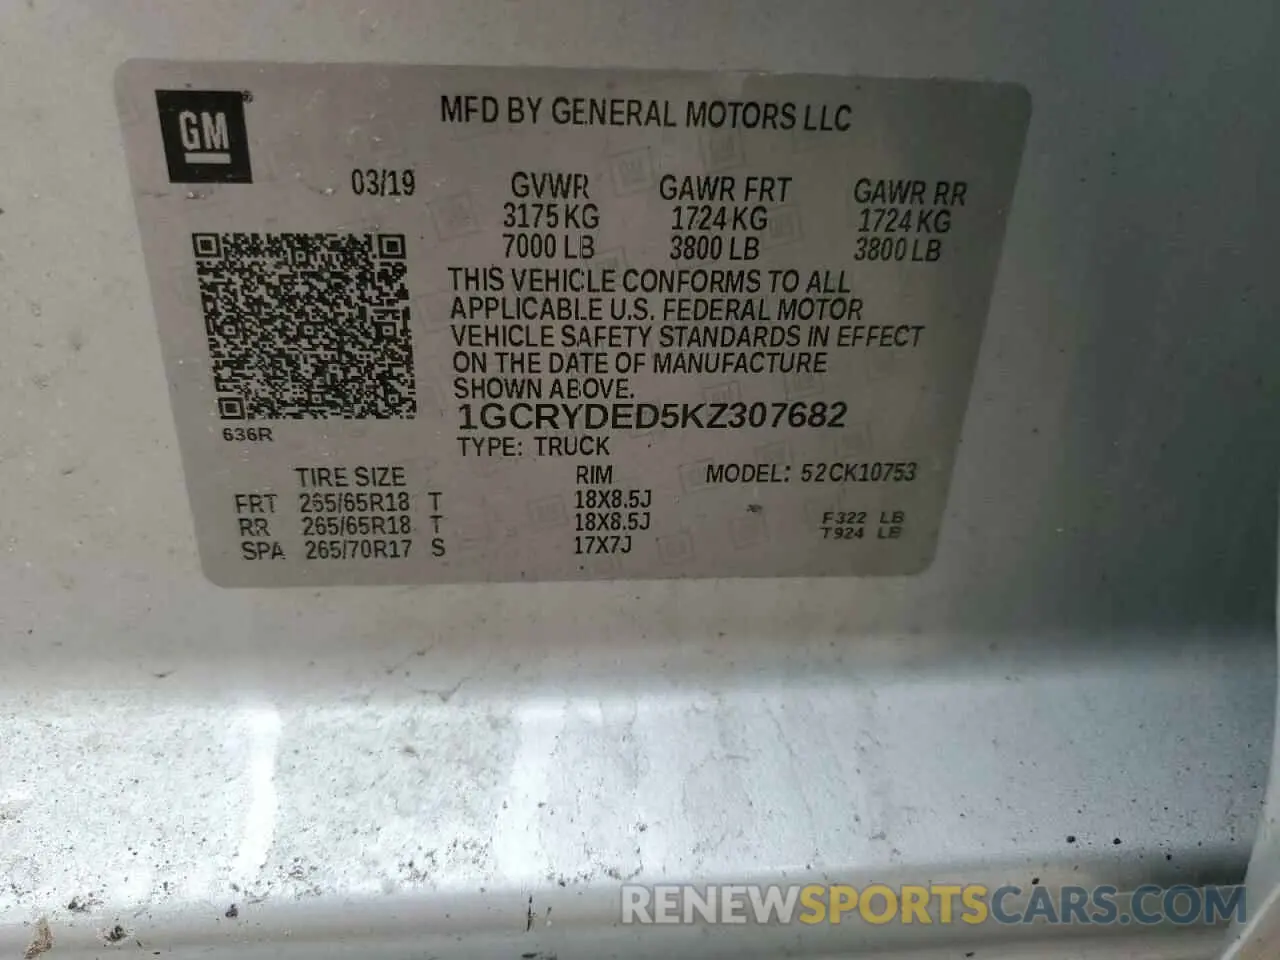 GM
MFD BY GENERAL MOTORS LLC
03/19 GVWR GAWR FRT GAWR RR
3175 KG 1724 KG 1724 KG
7000 LB 3800 LB 3800 LB
THIS VEHICLE CONFORMS TO ALL
APPLICABLE U.S. FEDERAL MOTOR
VEHICLE SAFETY STANDARDS IN EFFECT
ON THE DATE OF MANUFACTURE
SHOWN ABOVE.
1GCRYDED5KZ307682
636R
TYPE: TRUCK
TIRE SIZE RIM MODEL: 52CK10753
FRT 265/65R18 T 18X8.5J
RR 265/65R18 T 18X8.5J
SPA 265/70R17 S 17X7J
F322 LB
T924 LB
RENEWSPORTSCARS.COM